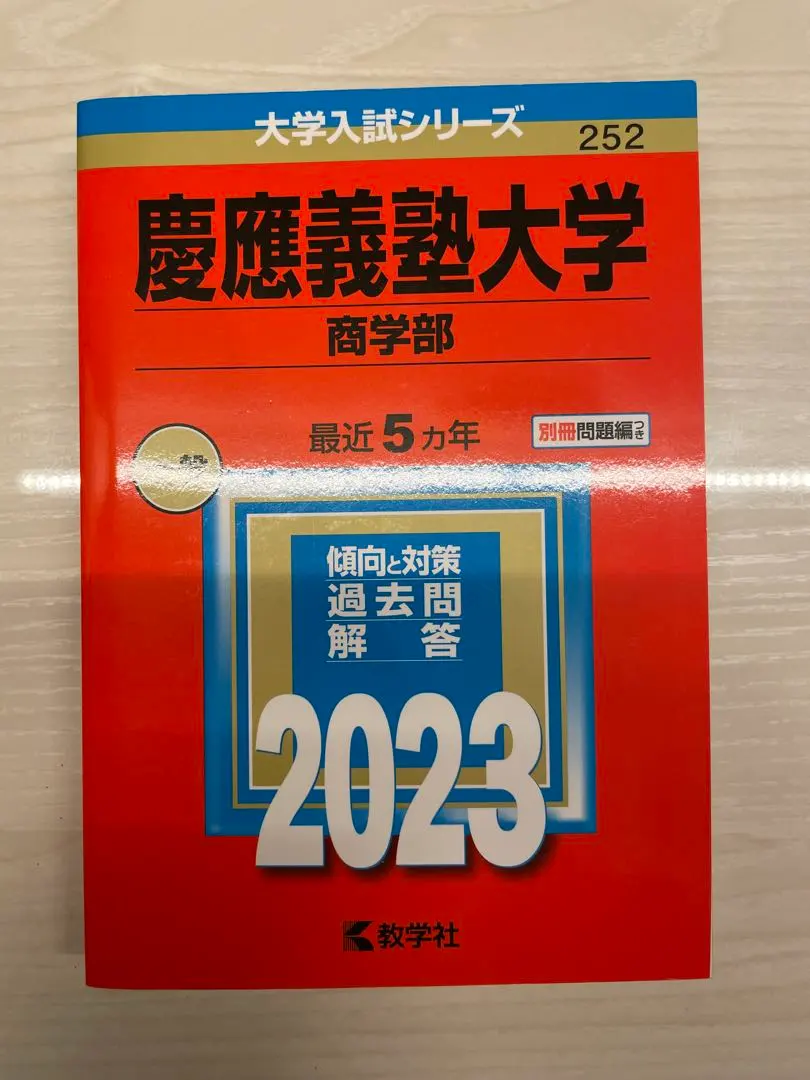 大学入試シリーズ
252
慶應義塾大学
商学部
最近5カ年
別冊問題編つき
傾向と対策
過去問
解答
2023
教学社